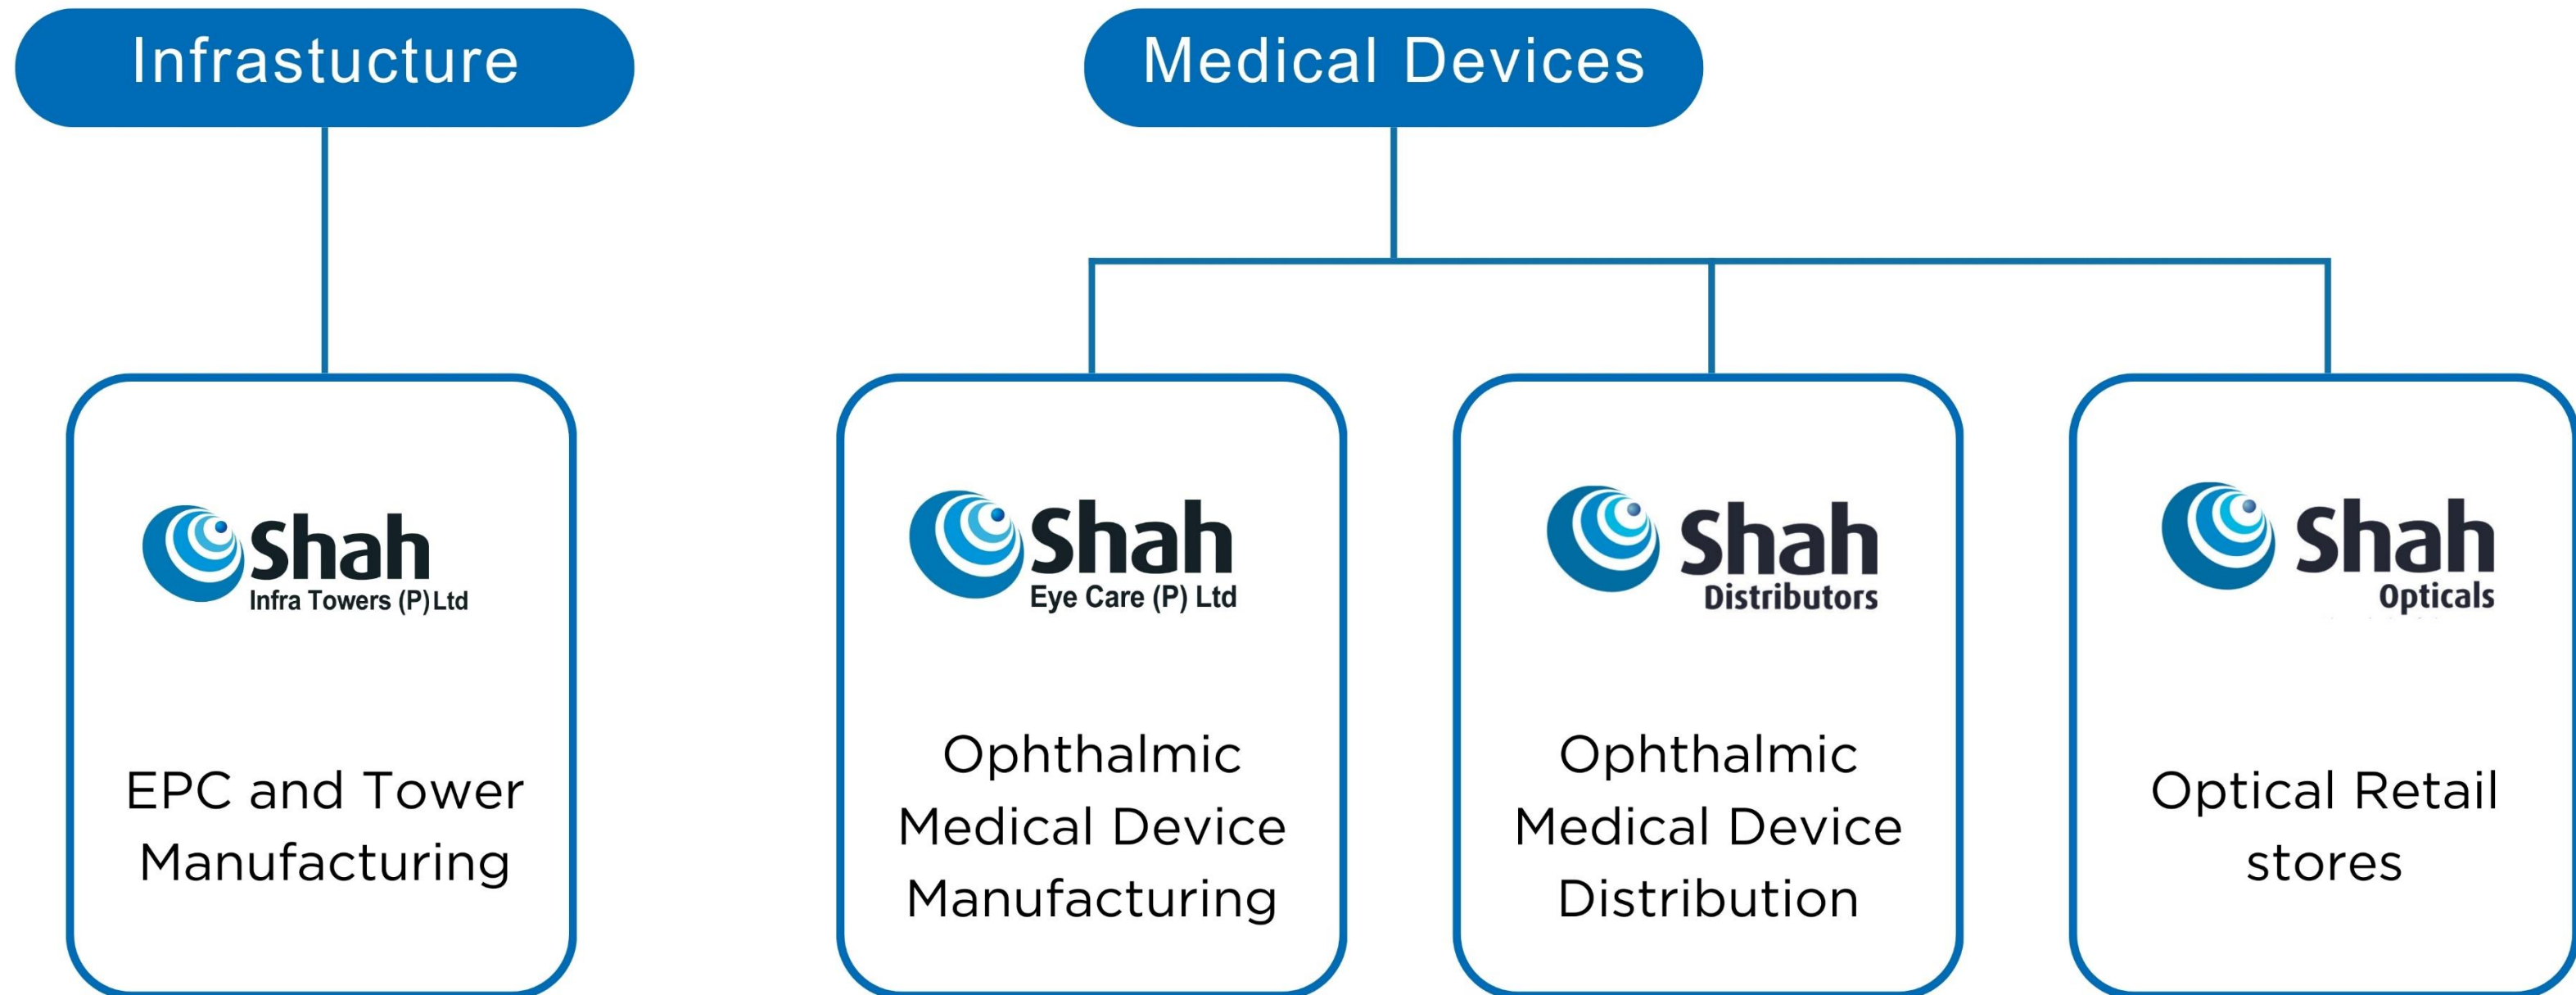 Infrastucture
Medical Devices
Shah
Infra Towers (P) Ltd
EPC and Tower
Manufacturing
Shah
Eye Care (P) Ltd
Ophthalmic
Medical Device
Manufacturing
Shah
Distributors
Ophthalmic
Medical Device
Distribution
Shah
Opticals
Optical Retail
stores